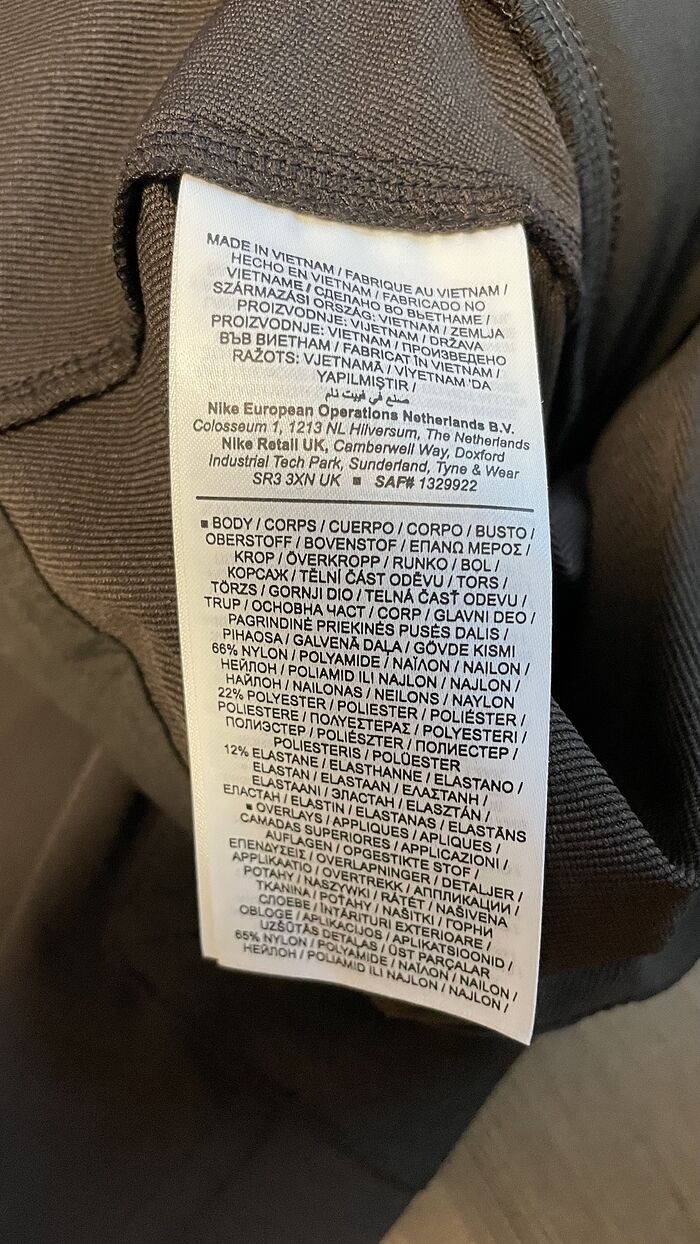 MADE IN VIETNAM / FABRIQUE AU VIETNAM /
HECHO EN VIETNAM / FABRICADO NO
VIETNAME / СДЕЛАНО ВО ВЬЕТНАМЕ /
SZÁRMAZÁSI ORSZÁG: VIETNAM / ZEMLJA
PROIZVODNJE: VIJETNAM / DRŽAVA
PROIZVODNJE: VIETNAM / ПРОИЗВЕДЕНО
ВЪВ ВИЕТНАМ / FABRICAT ÎN VIETNAM /
RAŽOTS: VJETNAMĀ / VİYETNAM 'DA
YAPILMIŞTIR /
صنع في فييت نام
Nike European Operations Netherlands B.V.
Colosseum 1, 1213 NL Hilversum, The Netherlands
Nike Retail UK, Camberwell Way, Doxford
Industrial Tech Park, Sunderland, Tyne & Wear
SR3 3XN UK ■ SAF# 1329922
■ BODY / CORPS / CUERPO / CORPO / BUSTO /
OBERSTOFF / BOVENSTOF / ΕΠΑΝΩ ΜΕΡΟΣ /
KROP / ÖVERKROPP / RUNKO / BOL /
КОРСАЖ / TĚLNÍ ČÁST ODĚVU / TORS /
TÖRZS / GORNJI DIO / TELNÁ ČASŤ ODEVU /
TRUP / ОСНОВНА ЧАСТ / CORP / GLAVNI DEO /
PAGRINDINĖ PRIEKINĖS PUSĖS DALIS /
PIHAOSA / GALVENĀ DAĻA / GÖVDE KISMI
66% NYLON / POLYAMIDE / ΝΑΪΛΟΝ / NAILON /
НЕЙЛОН / POLIAMID ILI NAJLON / NAJLON /
НАЙЛОН / NAILONAS / NEILONS / NAYLON
22% POLYESTER / POLIESTER / POLIÉSTER /
POLIESTERE / ΠΟΛΥΕΣΤΕΡΑΣ / POLYESTERI /
ПОЛИЭСТЕР / POLIÉSZTER / ПОЛИЕСТЕР /
POLIESTERIS / POLÜESTER
12% ELASTANE / ELASTHANNE / ELASTANO /
ELASTAN / ELASTAAN / ΕΛΑΣΤΑΝΗ /
ELASTAANI / ЭЛАСТАН / ELASZTÁN /
ЕЛАСТАН / ELASTIN / ELASTANAS / ELASTĀNS
■ OVERLAYS / APPLIQUES / APLIQUES /
CAMADAS SUPERIORES / APPLICAZIONI /
AUFLAGEN / OPGESTIKTE STOF /
ΕΠΕΝΔΥΣΕΙΣ / OVERLAPNINGER / DETALJER /
APPLIKAATIO / OVERTREKK / АППЛИКАЦИИ /
POTAHY / NASZYWKI / RÁTÉT / NAŠIVENA
TKANINA / POŤAHY / NAŠITKI / ГОРНИ
СЛОЕВЕ / ÎNTĂRITURI EXTERIOARE /
OBLOGE / APLIKACIJOS / APLIKATSIOONID /
UZŠŪTĀS DETAĻAS / ÜST PARÇALAR
65% NYLON / POLYAMIDE / ΝΑΪΛΟΝ / NAILON /
НЕЙЛОН / POLIAMID ILI NAJLON / NAJLON /